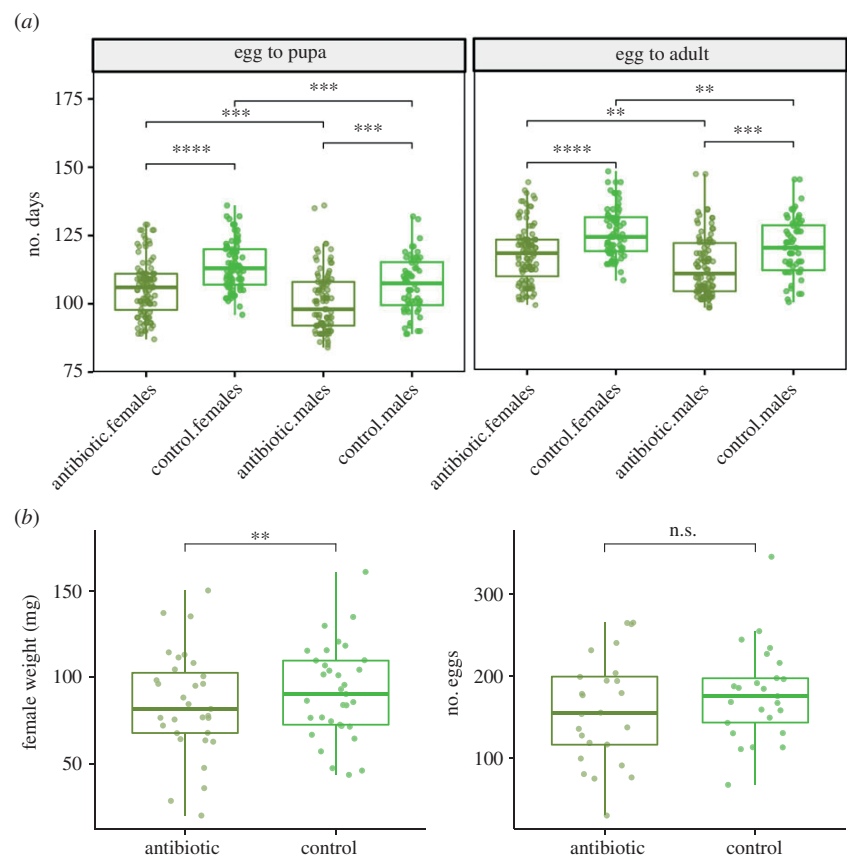 (a)
egg to pupa
egg to adult
175
150
125
100
75
no. days
***
***
***
****
**
**
***
****
antibiotic.females
control.females
antibiotic.males
control.males
antibiotic.females
control.females
antibiotic.males
control.males
(b)
150
100
50
female weight (mg)
**
antibiotic
control
300
200
100
no. eggs
n.s.
antibiotic
control